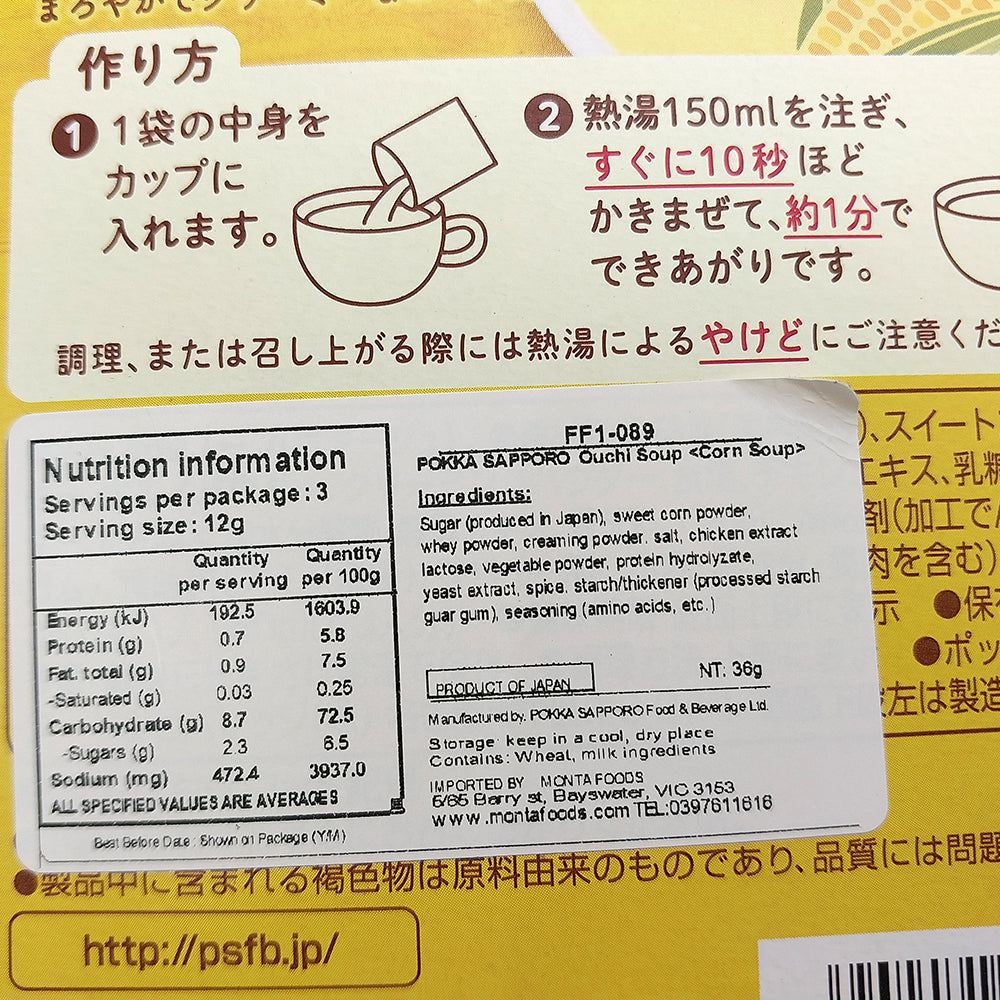 まろやかでクリーミーな
作り方
1 1袋の中身を
カップに
入れます。
2 熱湯150mlを注ぎ、
すぐに10秒ほど
かきまぜて、約1分で
できあがりです。
調理、または召し上がる際には熱湯によるやけどにご注意くだ
Nutrition information
Servings per package: 3
Serving size: 12g
Quantity per serving Quantity per 100g
Energy (kJ) 192.5 1603.9
Protein (g) 0.7 5.8
Fat. total (g) 0.9 7.5
-Saturated (g) 0.03 0.25
Carbohydrate (g) 8.7 72.5
-Sugars (g) 2.3 6.5
Sodium (mg) 472.4 3937.0
ALL SPECIFIED VALUES ARE AVERAGES
Best Before Date : Shown on Package (Y/M)
FF1-089
POKKA SAPPORO Ouchi Soup <Corn Soup>
Ingredients:
Sugar (produced in Japan), sweet corn powder,
whey powder, creaming powder. salt, chicken extract
lactose, vegetable powder, protein hydrolyzate,
yeast extract, spice. starch/thickener (processed starch
guar gum), seasoning (amino acids, etc.)
PRODUCT OF JAPAN NT: 36g
Manufactured by. POKKA SAPPORO Food & Beverage Ltd.
Storage: keep in a cool, dry place
Contains: Wheat, milk ingredients
IMPORTED BY MONTA FOODS
5/65 Barry st, Bayswater, VIC 3153
www.montafoods.com TEL:0397611616
)、スイート
エキス、乳糖
剤(加工で
肉を含む)
示 ●保
●ポッ
左は製造
●製品中に含まれる褐色物は原料由来のものであり、品質には問題
http://psfb.jp/